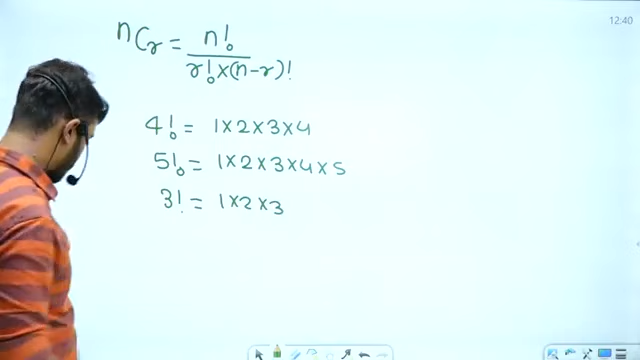 12:40
nCr = n! / r! × (n - r)!
4! = 1 × 2 × 3 × 4
5! = 1 × 2 × 3 × 4 × 5
3! = 1 × 2 × 3